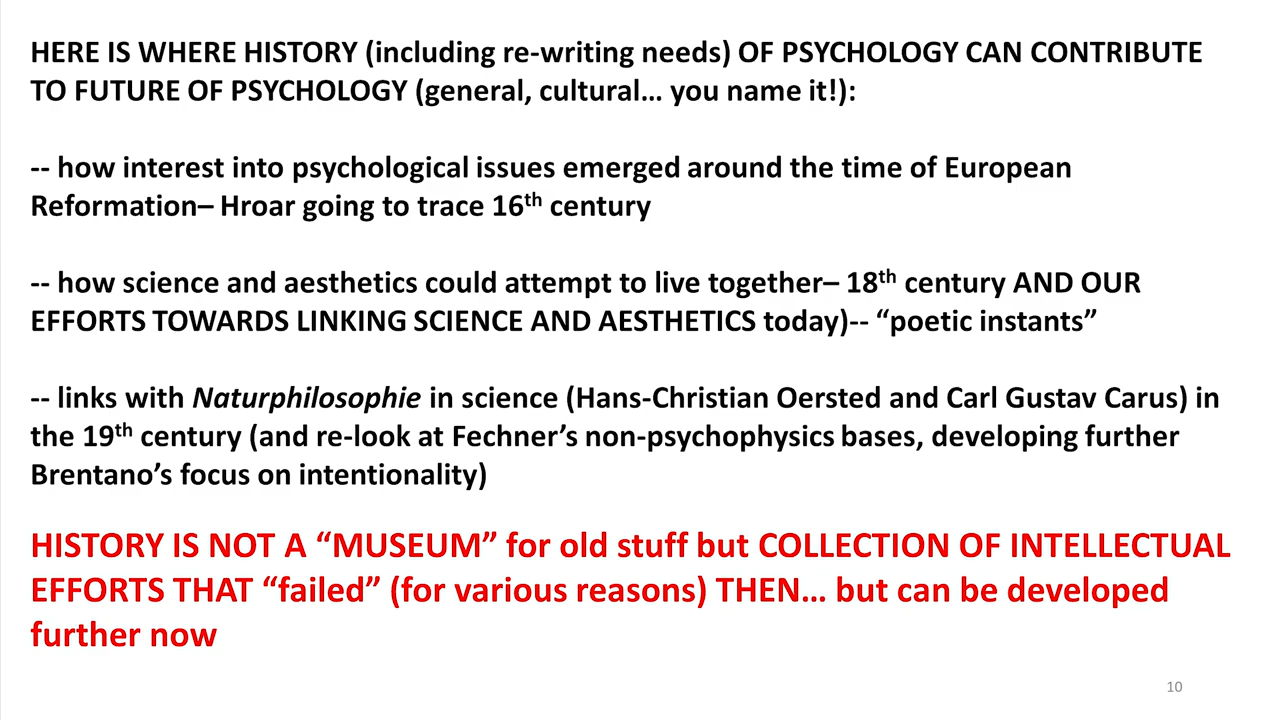 HERE IS WHERE HISTORY (including re-writing needs) OF PSYCHOLOGY CAN CONTRIBUTE
TO FUTURE OF PSYCHOLOGY (general, cultural… you name it!):
-- how interest into psychological issues emerged around the time of European
Reformation– Hroar going to trace 16th century
-- how science and aesthetics could attempt to live together– 18th century AND OUR
EFFORTS TOWARDS LINKING SCIENCE AND AESTHETICS today)-- “poetic instants”
-- links with Naturphilosophie in science (Hans-Christian Oersted and Carl Gustav Carus) in
the 19th century (and re-look at Fechner’s non-psychophysics bases, developing further
Brentano’s focus on intentionality)
HISTORY IS NOT A “MUSEUM” for old stuff but COLLECTION OF INTELLECTUAL
EFFORTS THAT “failed” (for various reasons) THEN… but can be developed
further now
10